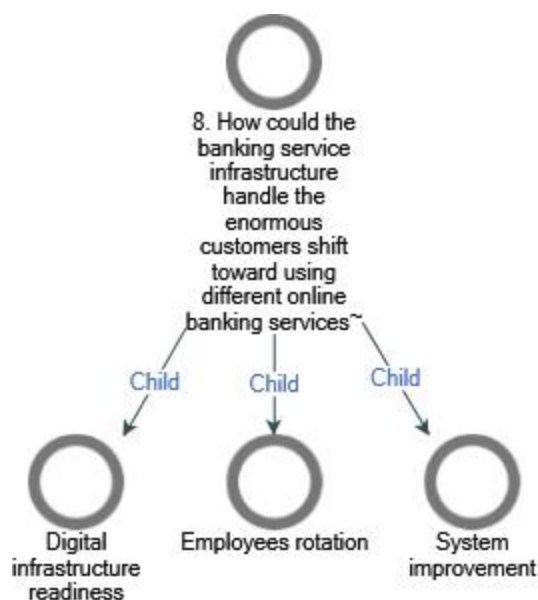 8. How could the
banking service
infrastructure
handle the
enormous
customers shift
toward using
different online
banking services~
Child
Child
Child
Digital
infrastructure
readiness
Employees rotation
System
improvement